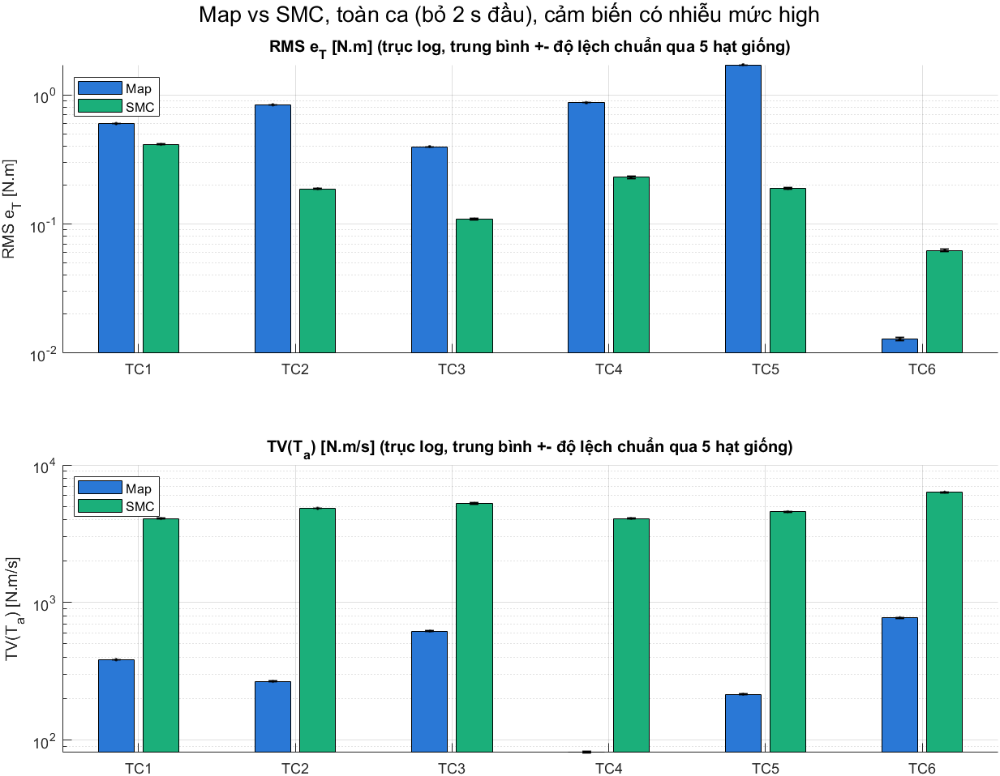 Map vs SMC, toàn ca (bỏ 2 s đầu), cảm biến có nhiễu mức high
RMS e_T [N.m] (trục log, trung bình +- độ lệch chuẩn qua 5 hạt giống)
Map
SMC
RMS e_T [N.m]
10^0
10^-1
10^-2
TC1 TC2 TC3 TC4 TC5 TC6
TV(T_a) [N.m/s] (trục log, trung bình +- độ lệch chuẩn qua 5 hạt giống)
Map
SMC
TV(T_a) [N.m/s]
10^4
10^3
10^2
TC1 TC2 TC3 TC4 TC5 TC6